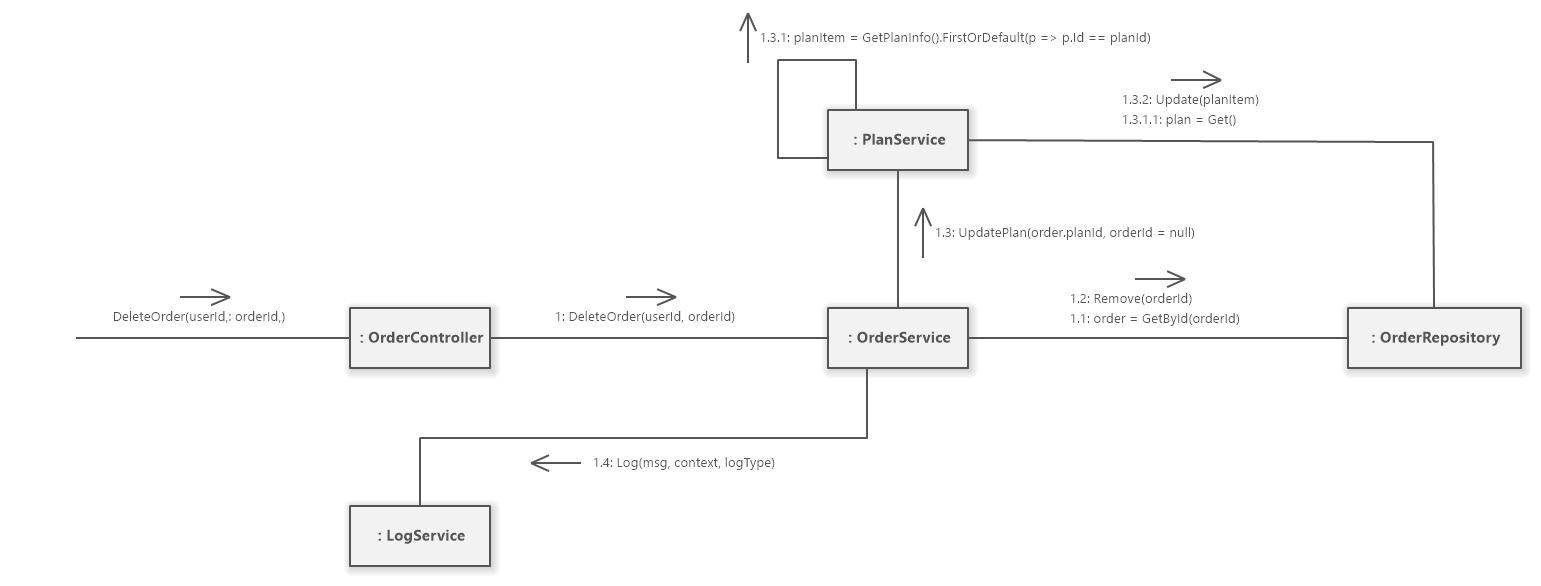 1.3.1: planItem = GetPlanInfo().FirstOrDefault(p => p.Id == planId)
1.3.2: Update(planItem)
1.3.1.1: plan = Get()
: PlanService
1.3: UpdatePlan(order.planId, orderId = null)
DeleteOrder(userId,: orderId,)
1: DeleteOrder(userId, orderId)
1.2: Remove(orderId)
1.1: order = GetById(orderId)
: OrderController
: OrderService
: OrderRepository
1.4: Log(msg, context, logType)
: LogService